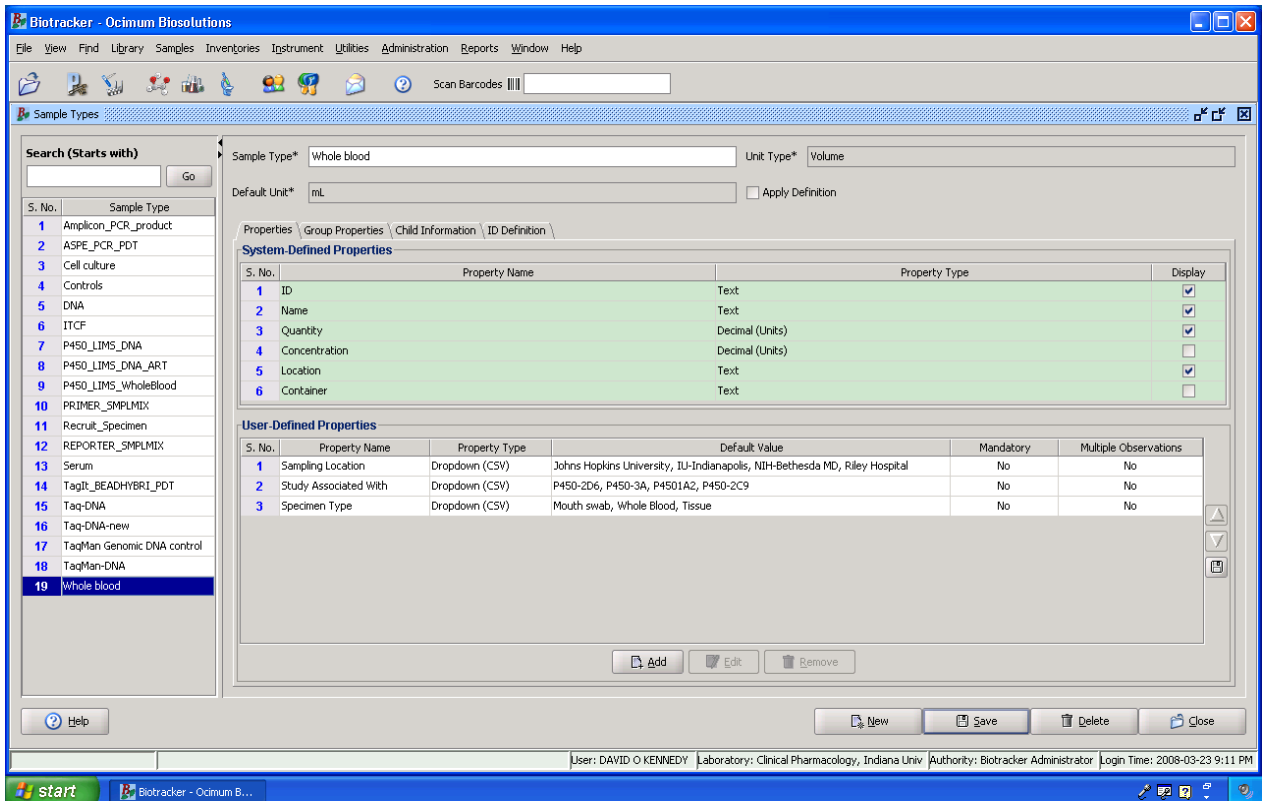 Biotracker - Ocimum Biosolutions
File View Find Library Samples Inventories Instrument Utilities Administration Reports Window Help
Scan Barcodes
Sample Types
Search (Starts with)
Go
S. No. Sample Type
1 Amplicon_PCR_product
2 ASPE_PCR_PDT
3 Cell culture
4 Controls
5 DNA
6 ITCF
7 P450_LIMS_DNA
8 P450_LIMS_DNA_ART
9 P450_LIMS_WholeBlood
10 PRIMER_SMPLMIX
11 Recruit_Specimen
12 REPORTER_SMPLMIX
13 Serum
14 TagIt_BEADHYBRI_PDT
15 Taq-DNA
16 Taq-DNA-new
17 TaqMan Genomic DNA control
18 TaqMan-DNA
19 Whole blood
Sample Type* Whole blood Unit Type* Volume
Default Unit* mL Apply Definition
Properties Group Properties Child Information ID Definition
System-Defined Properties
S. No. Property Name Property Type Display
1 ID Text
2 Name Text
3 Quantity Decimal (Units)
4 Concentration Decimal (Units)
5 Location Text
6 Container Text
User-Defined Properties
S. No. Property Name Property Type Default Value Mandatory Multiple Observations
1 Sampling Location Dropdown (CSV) Johns Hopkins University, IU-Indianapolis, NIH-Bethesda MD, Riley Hospital No No
2 Study Associated With Dropdown (CSV) P450-2D6, P450-3A, P4501A2, P450-2C9 No No
3 Specimen Type Dropdown (CSV) Mouth swab, Whole Blood, Tissue No No
Add Edit Remove
Help New Save Delete Close
User: DAVID O KENNEDY Laboratory: Clinical Pharmacology, Indiana Univ Authority: Biotracker Administrator Login Time: 2008-03-23 9:11 PM
start Biotracker - Ocimum B...